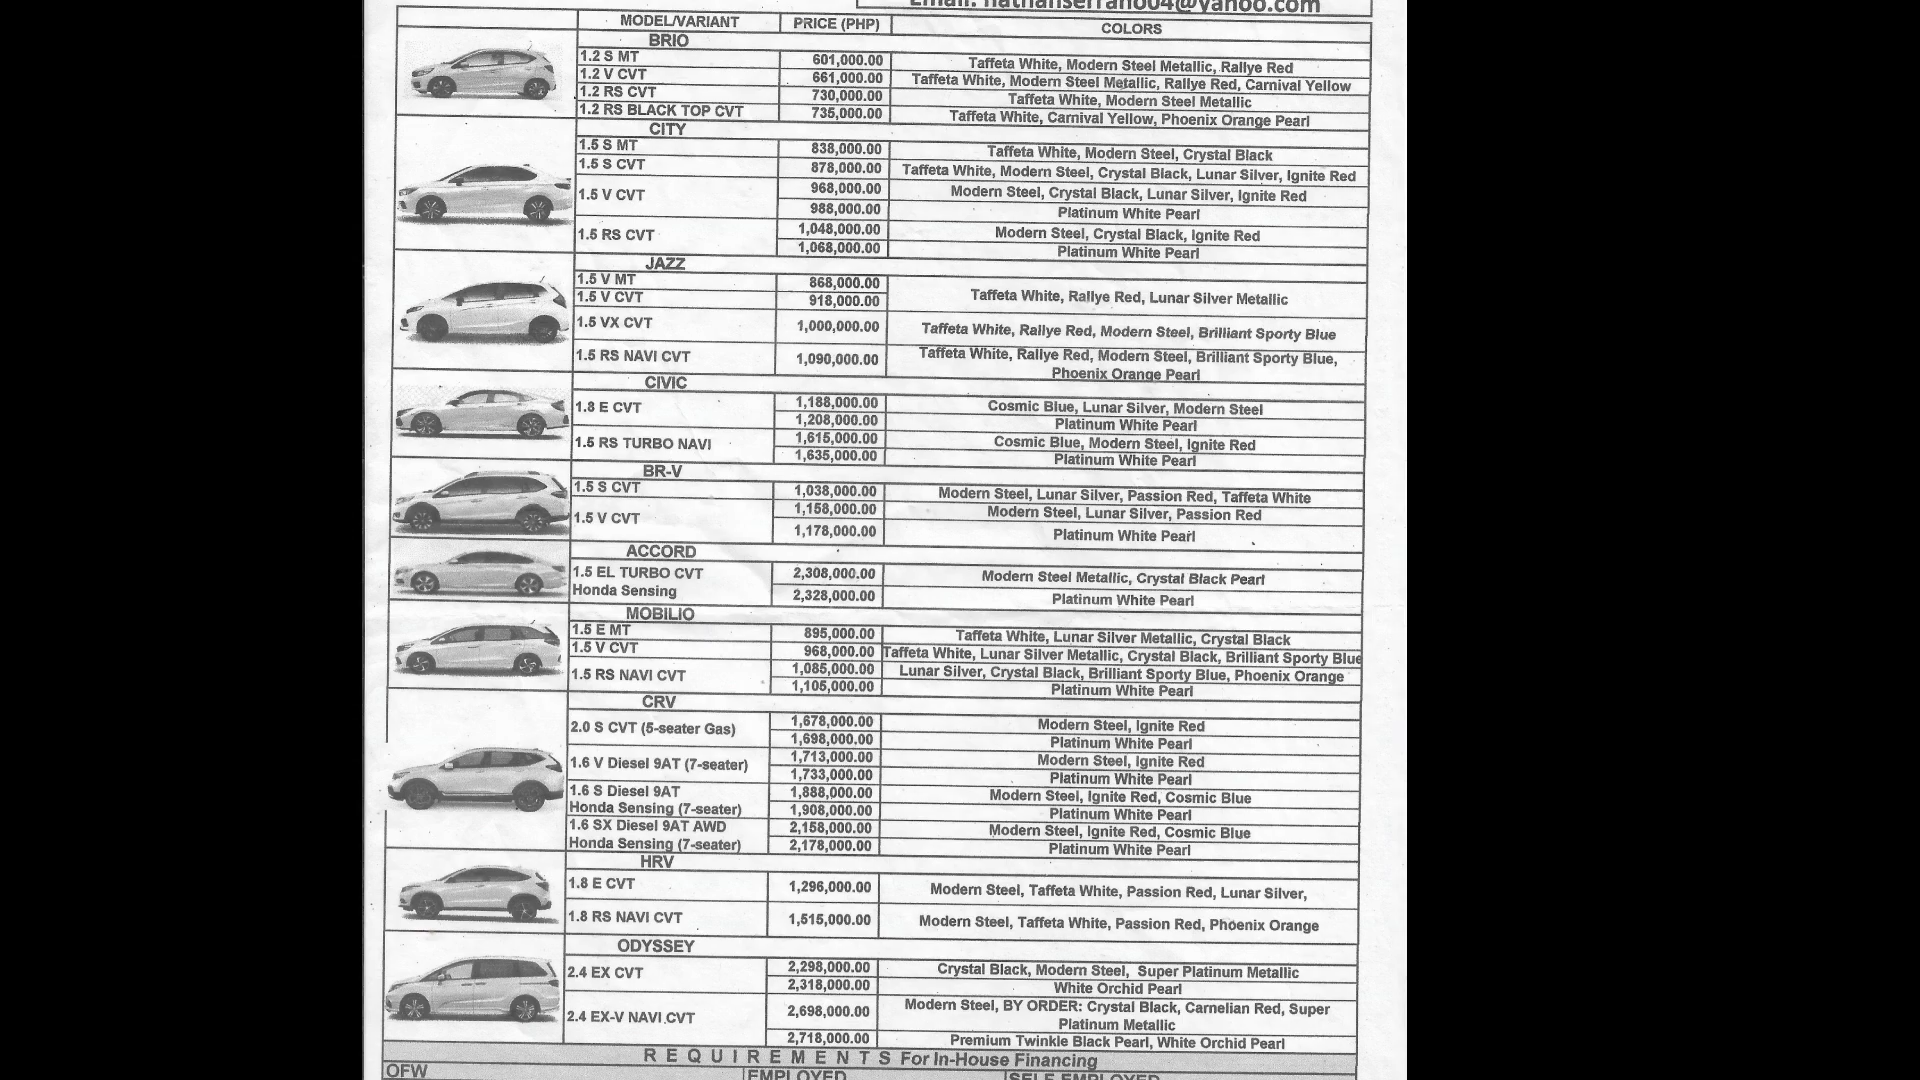 Email: nathanserrano04@yahoo.com
MODEL/VARIANT PRICE (PHP) COLORS
BRIO
1.2 S MT 601,000.00 Taffeta White, Modern Steel Metallic, Rallye Red
1.2 V CVT 661,000.00 Taffeta White, Modern Steel Metallic, Rallye Red, Carnival Yellow
1.2 RS CVT 730,000.00 Taffeta White, Modern Steel Metallic
1.2 RS BLACK TOP CVT 735,000.00 Taffeta White, Carnival Yellow, Phoenix Orange Pearl
CITY
1.5 S MT 838,000.00 Taffeta White, Modern Steel, Crystal Black
1.5 S CVT 878,000.00 Taffeta White, Modern Steel, Crystal Black, Lunar Silver, Ignite Red
1.5 V CVT 968,000.00 Modern Steel, Crystal Black, Lunar Silver, Ignite Red
988,000.00 Platinum White Pearl
1.5 RS CVT 1,048,000.00 Modern Steel, Crystal Black, Ignite Red
1,068,000.00 Platinum White Pearl
JAZZ
1.5 V MT 868,000.00
1.5 V CVT 918,000.00 Taffeta White, Rallye Red, Lunar Silver Metallic
1.5 VX CVT 1,000,000.00 Taffeta White, Rallye Red, Modern Steel, Brilliant Sporty Blue
1.5 RS NAVI CVT 1,090,000.00 Taffeta White, Rallye Red, Modern Steel, Brilliant Sporty Blue,
Phoenix Orange Pearl
CIVIC
1.8 E CVT 1,188,000.00 Cosmic Blue, Lunar Silver, Modern Steel
1,208,000.00 Platinum White Pearl
1.5 RS TURBO NAVI 1,615,000.00 Cosmic Blue, Modern Steel, Ignite Red
1,635,000.00 Platinum White Pearl
BR-V
1.5 S CVT 1,038,000.00 Modern Steel, Lunar Silver, Passion Red, Taffeta White
1.5 V CVT 1,158,000.00 Modern Steel, Lunar Silver, Passion Red
1,178,000.00 Platinum White Pearl
ACCORD
1.5 EL TURBO CVT 2,308,000.00 Modern Steel Metallic, Crystal Black Pearl
Honda Sensing 2,328,000.00 Platinum White Pearl
MOBILIO
1.5 E MT 895,000.00 Taffeta White, Lunar Silver Metallic, Crystal Black
1.5 V CVT 968,000.00 Taffeta White, Lunar Silver Metallic, Crystal Black, Brilliant Sporty Blue
1.5 RS NAVI CVT 1,085,000.00 Lunar Silver, Crystal Black, Brilliant Sporty Blue, Phoenix Orange
1,105,000.00 Platinum White Pearl
CRV
2.0 S CVT (5-seater Gas) 1,678,000.00 Modern Steel, Ignite Red
1,698,000.00 Platinum White Pearl
1.6 V Diesel 9AT (7-seater) 1,713,000.00 Modern Steel, Ignite Red
1,733,000.00 Platinum White Pearl
1.6 S Diesel 9AT 1,888,000.00 Modern Steel, Ignite Red, Cosmic Blue
Honda Sensing (7-seater) 1,908,000.00 Platinum White Pearl
1.6 SX Diesel 9AT AWD 2,158,000.00 Modern Steel, Ignite Red, Cosmic Blue
Honda Sensing (7-seater) 2,178,000.00 Platinum White Pearl
HRV
1.8 E CVT 1,296,000.00 Modern Steel, Taffeta White, Passion Red, Lunar Silver,
1.8 RS NAVI CVT 1,515,000.00 Modern Steel, Taffeta White, Passion Red, Phoenix Orange
ODYSSEY
2.4 EX CVT 2,298,000.00 Crystal Black, Modern Steel, Super Platinum Metallic
2,318,000.00 White Orchid Pearl
2.4 EX-V NAVI CVT 2,698,000.00 Modern Steel, BY ORDER: Crystal Black, Carnelian Red, Super
Platinum Metallic
2,718,000.00 Premium Twinkle Black Pearl, White Orchid Pearl
REQUIREMENTS For In-House Financing
OFW EMPLOYED SELF EMPLOYED